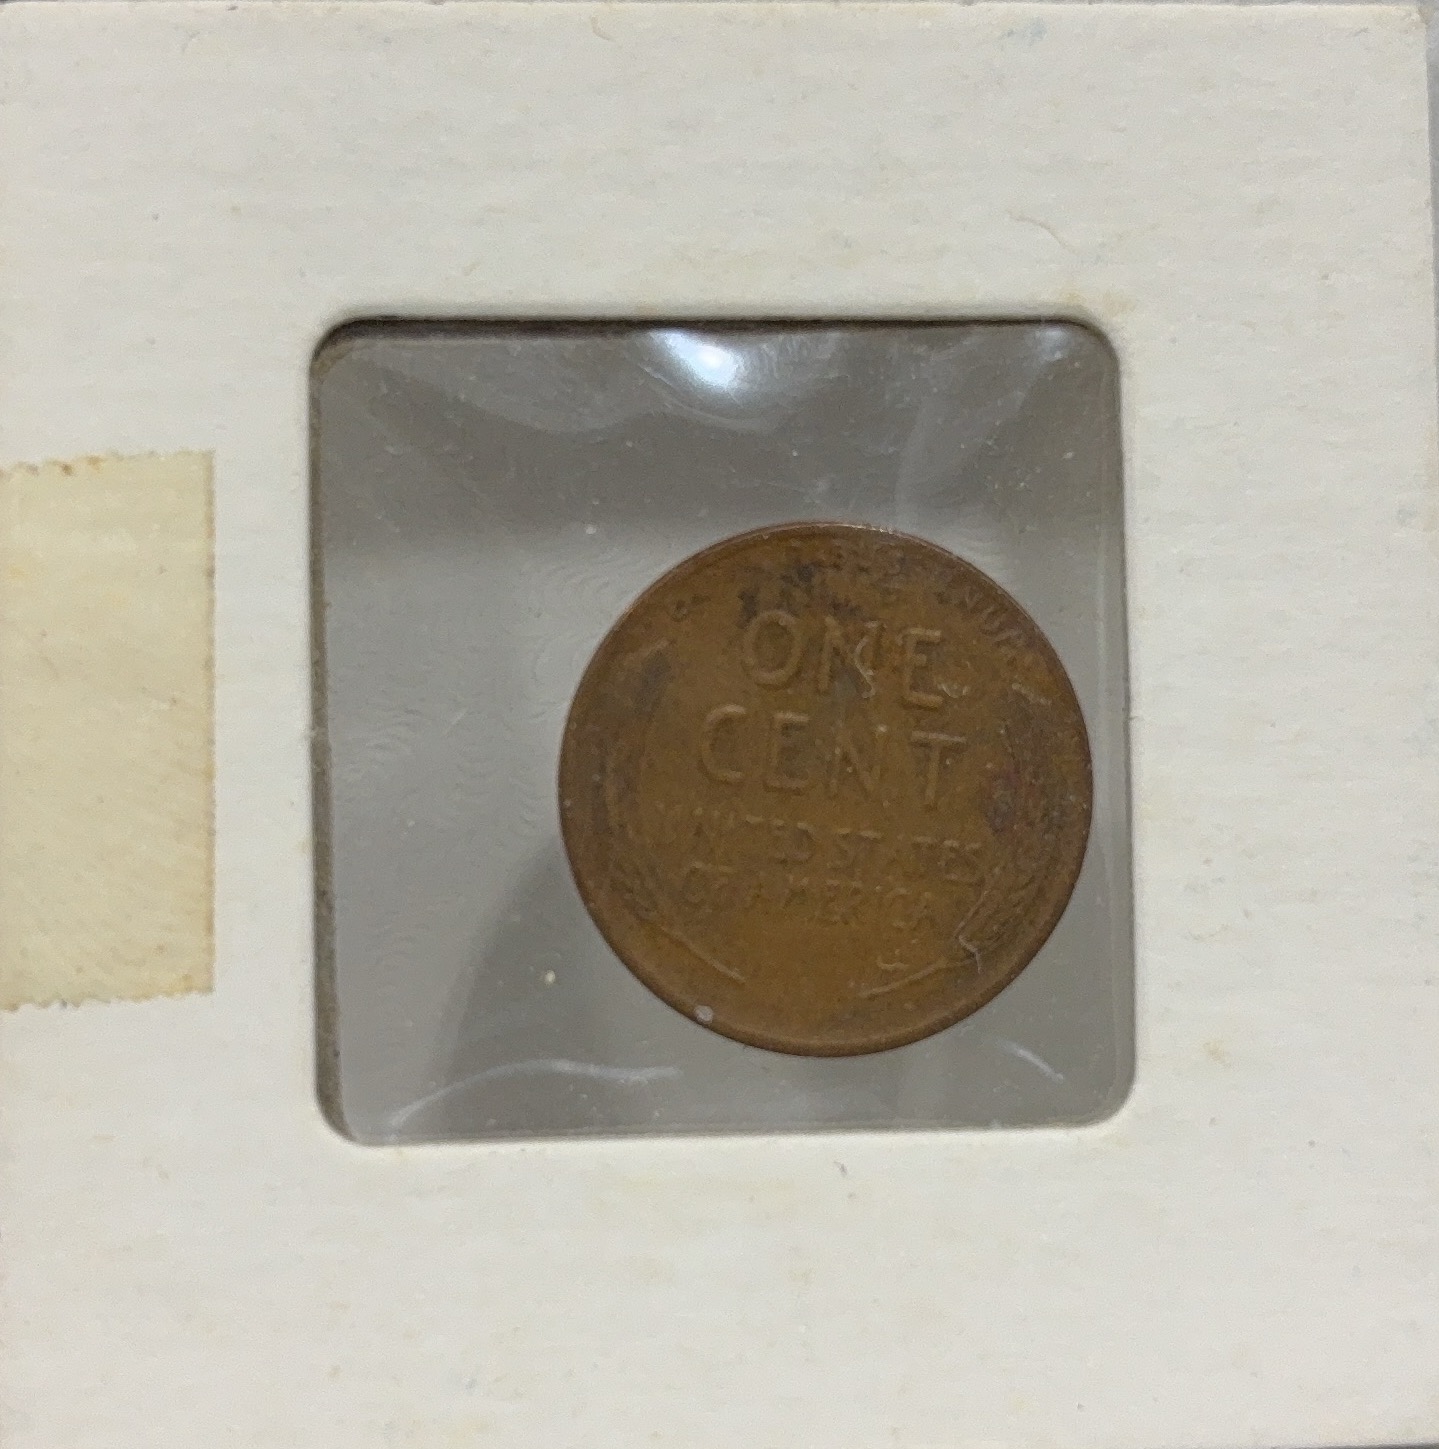 ONE
CENT
UNITED STATES
OF AMERICA